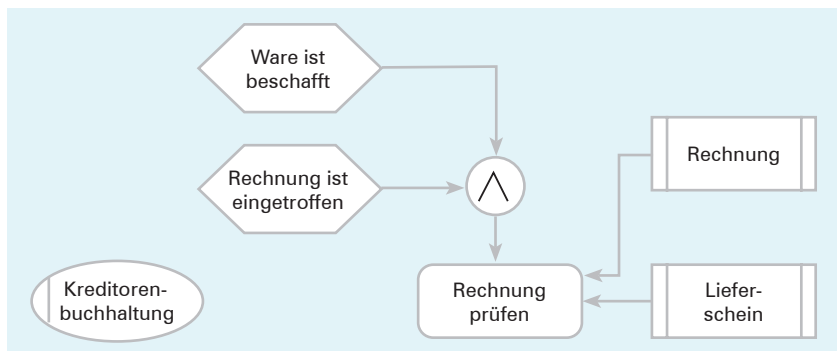 Ware ist
beschafft
Rechnung ist
eingetroffen
Rechnung
Kreditoren-
buchhaltung
Rechnung
prüfen
Liefer-
schein